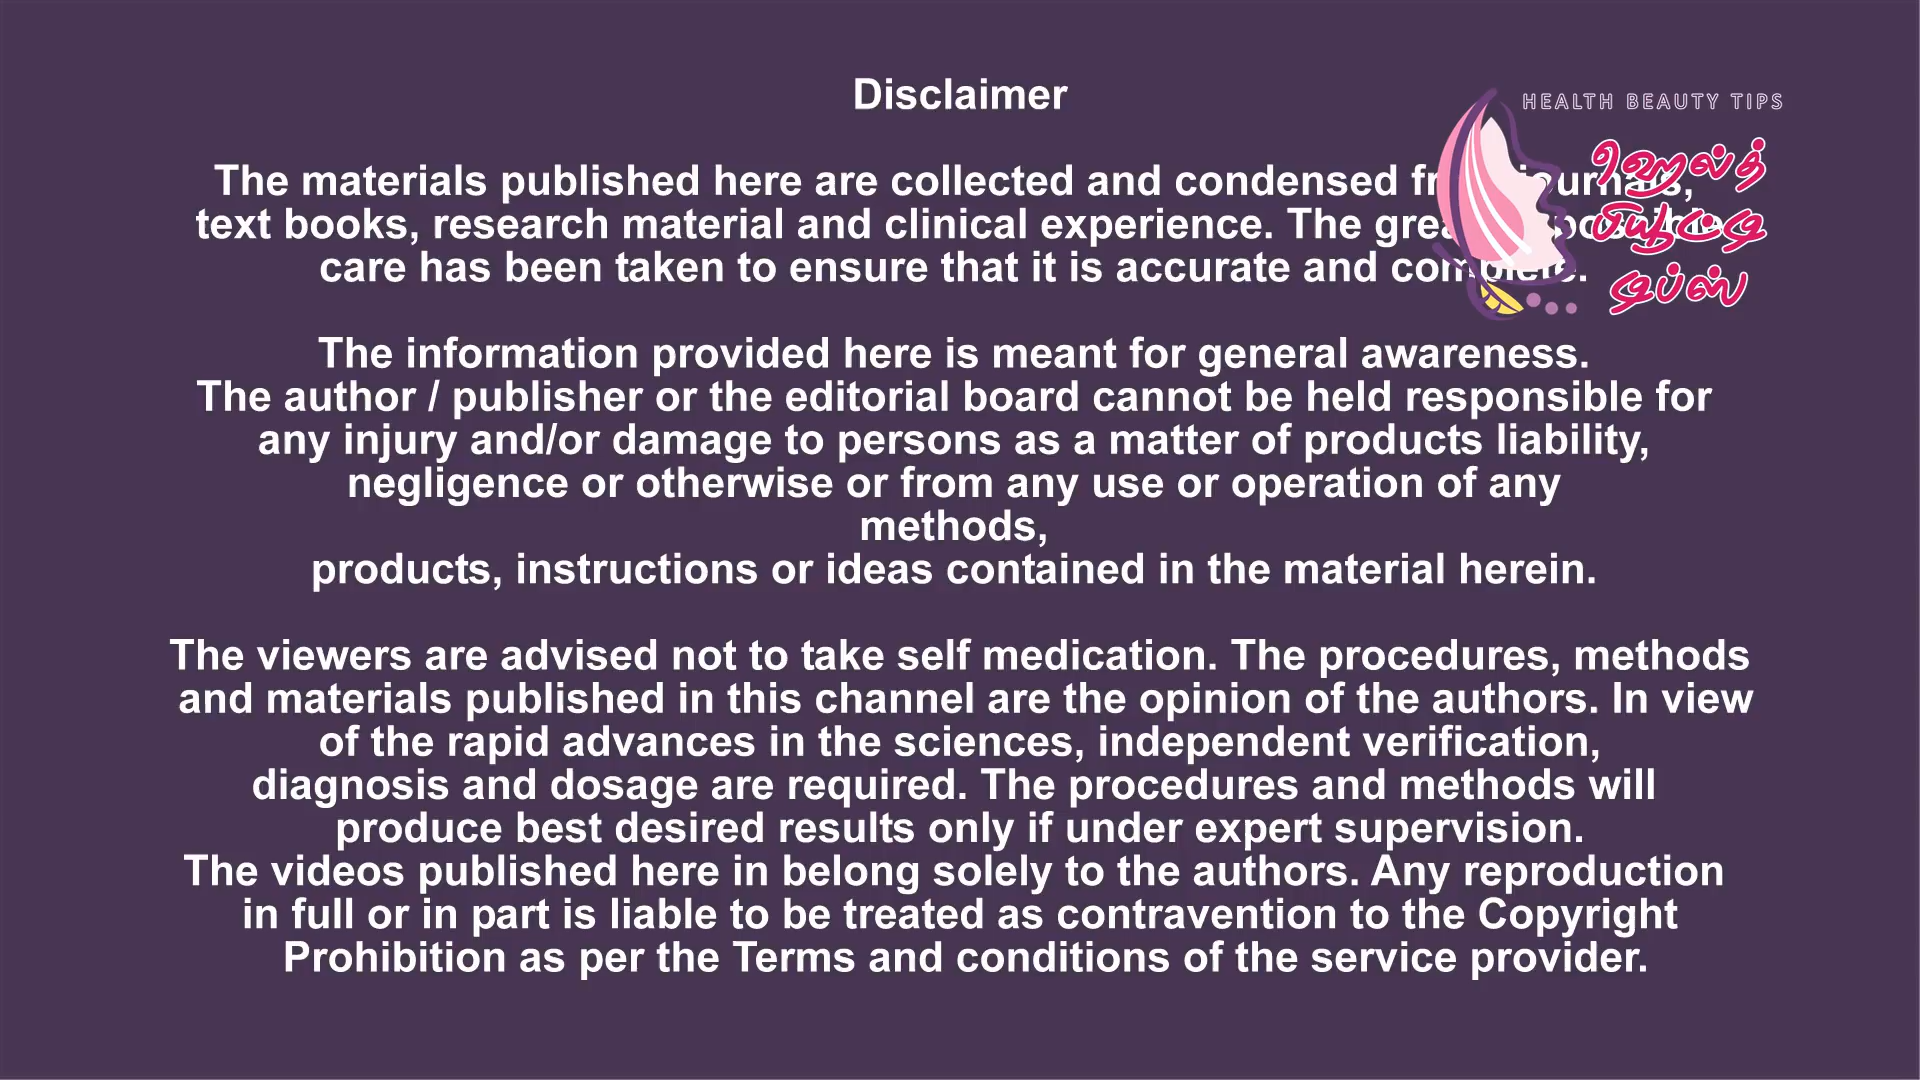 Disclaimer
HEALTH BEAUTY TIPS
ஹெல்த்
பியூட்டி
டிப்ஸ்
The materials published here are collected and condensed
text books, research material and clinical experience. The
care has been taken to ensure that it is accurate and complete.
The information provided here is meant for general awareness.
The author / publisher or the editorial board cannot be held responsible for
any injury and/or damage to persons as a matter of products liability,
negligence or otherwise or from any use or operation of any
methods,
products, instructions or ideas contained in the material herein.
The viewers are advised not to take self medication. The procedures, methods
and materials published in this channel are the opinion of the authors. In view
of the rapid advances in the sciences, independent verification,
diagnosis and dosage are required. The procedures and methods will
produce best desired results only if under expert supervision.
The videos published here in belong solely to the authors. Any reproduction
in full or in part is liable to be treated as contravention to the Copyright
Prohibition as per the Terms and conditions of the service provider.